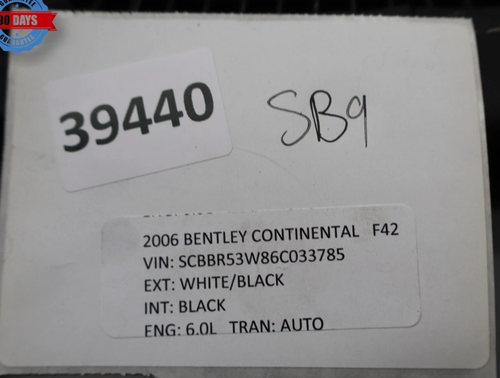 90 DAYS
39440
SB9
2006 BENTLEY CONTINENTAL F42
VIN: SCBBR53W86C033785
EXT: WHITE/BLACK
INT: BLACK
ENG: 6.0L TRAN: AUTO